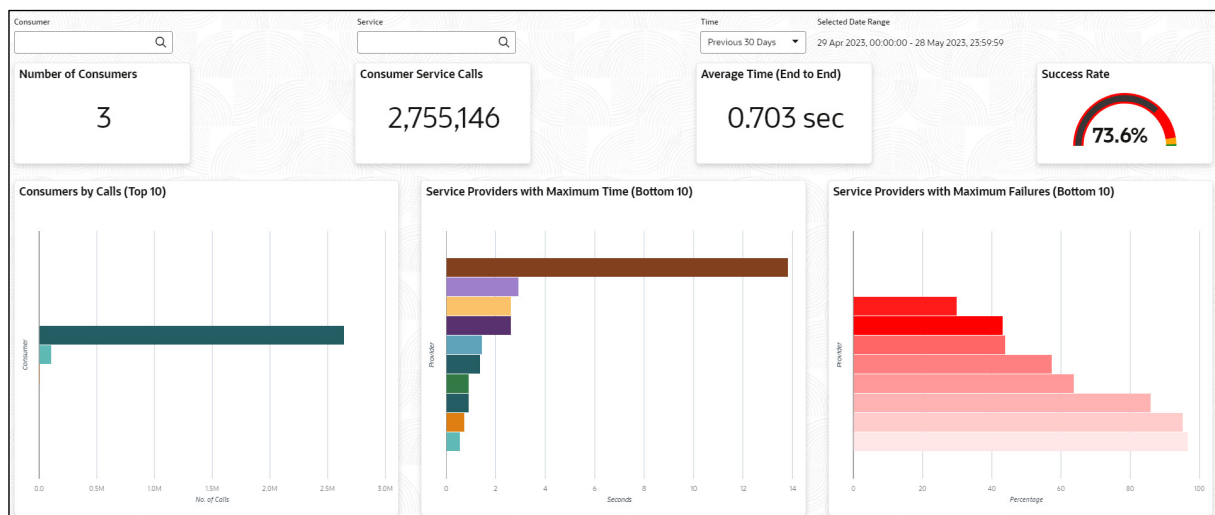 Consumer
Service
Time
Selected Date Range
Previous 30 Days
29 Apr 2023, 00:00:00 - 28 May 2023, 23:59:59
Number of Consumers
3
Consumer Service Calls
2,755,146
Average Time (End to End)
0.703 sec
Success Rate
73.6%
Consumers by Calls (Top 10)
Consumer
0.0 0.5M 1.0M 1.5M 2.0M 2.5M 3.0M
No. of Calls
Service Providers with Maximum Time (Bottom 10)
Provider
0 2 4 6 8 10 12 14
Seconds
Service Providers with Maximum Failures (Bottom 10)
Provider
0 20 40 60 80 100
Percentage